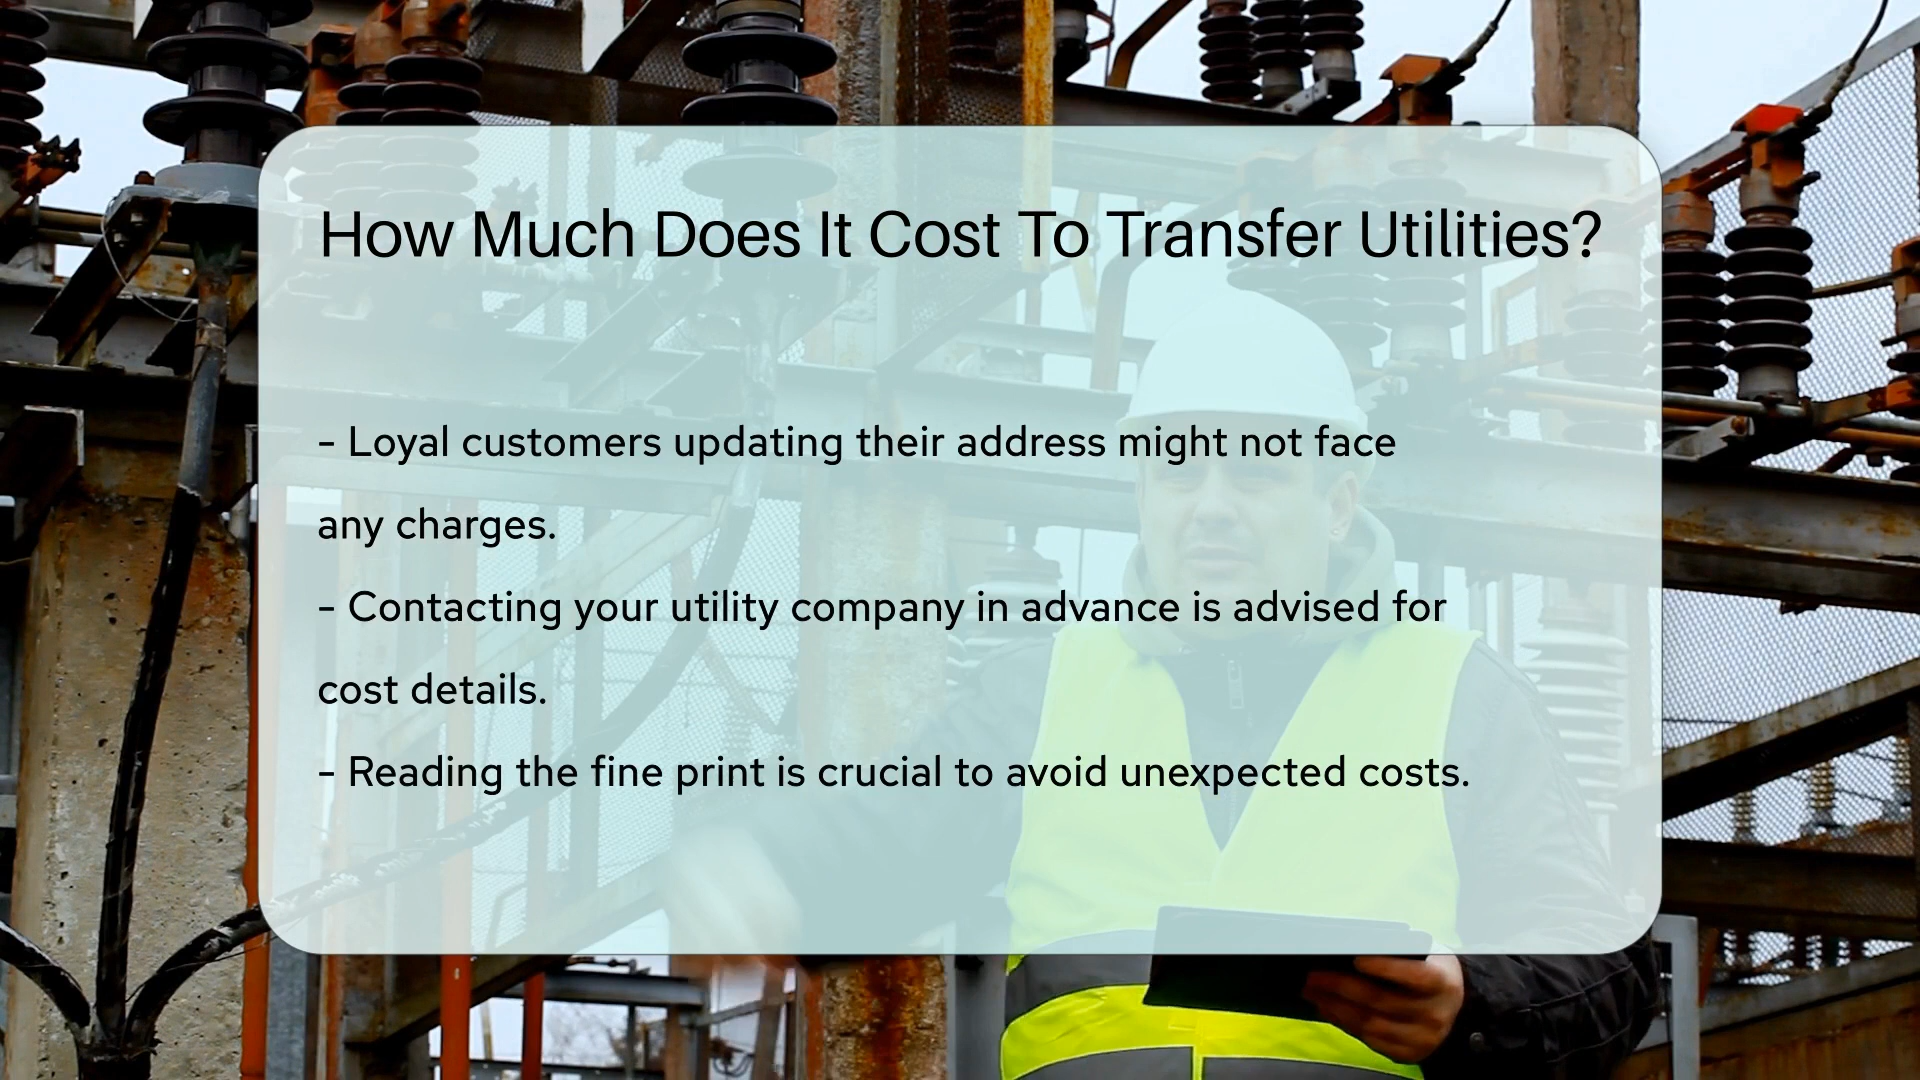 How Much Does It Cost To Transfer Utilities?
- Loyal customers updating their address might not face
any charges.
- Contacting your utility company in advance is advised for
cost details.
- Reading the fine print is crucial to avoid unexpected costs.